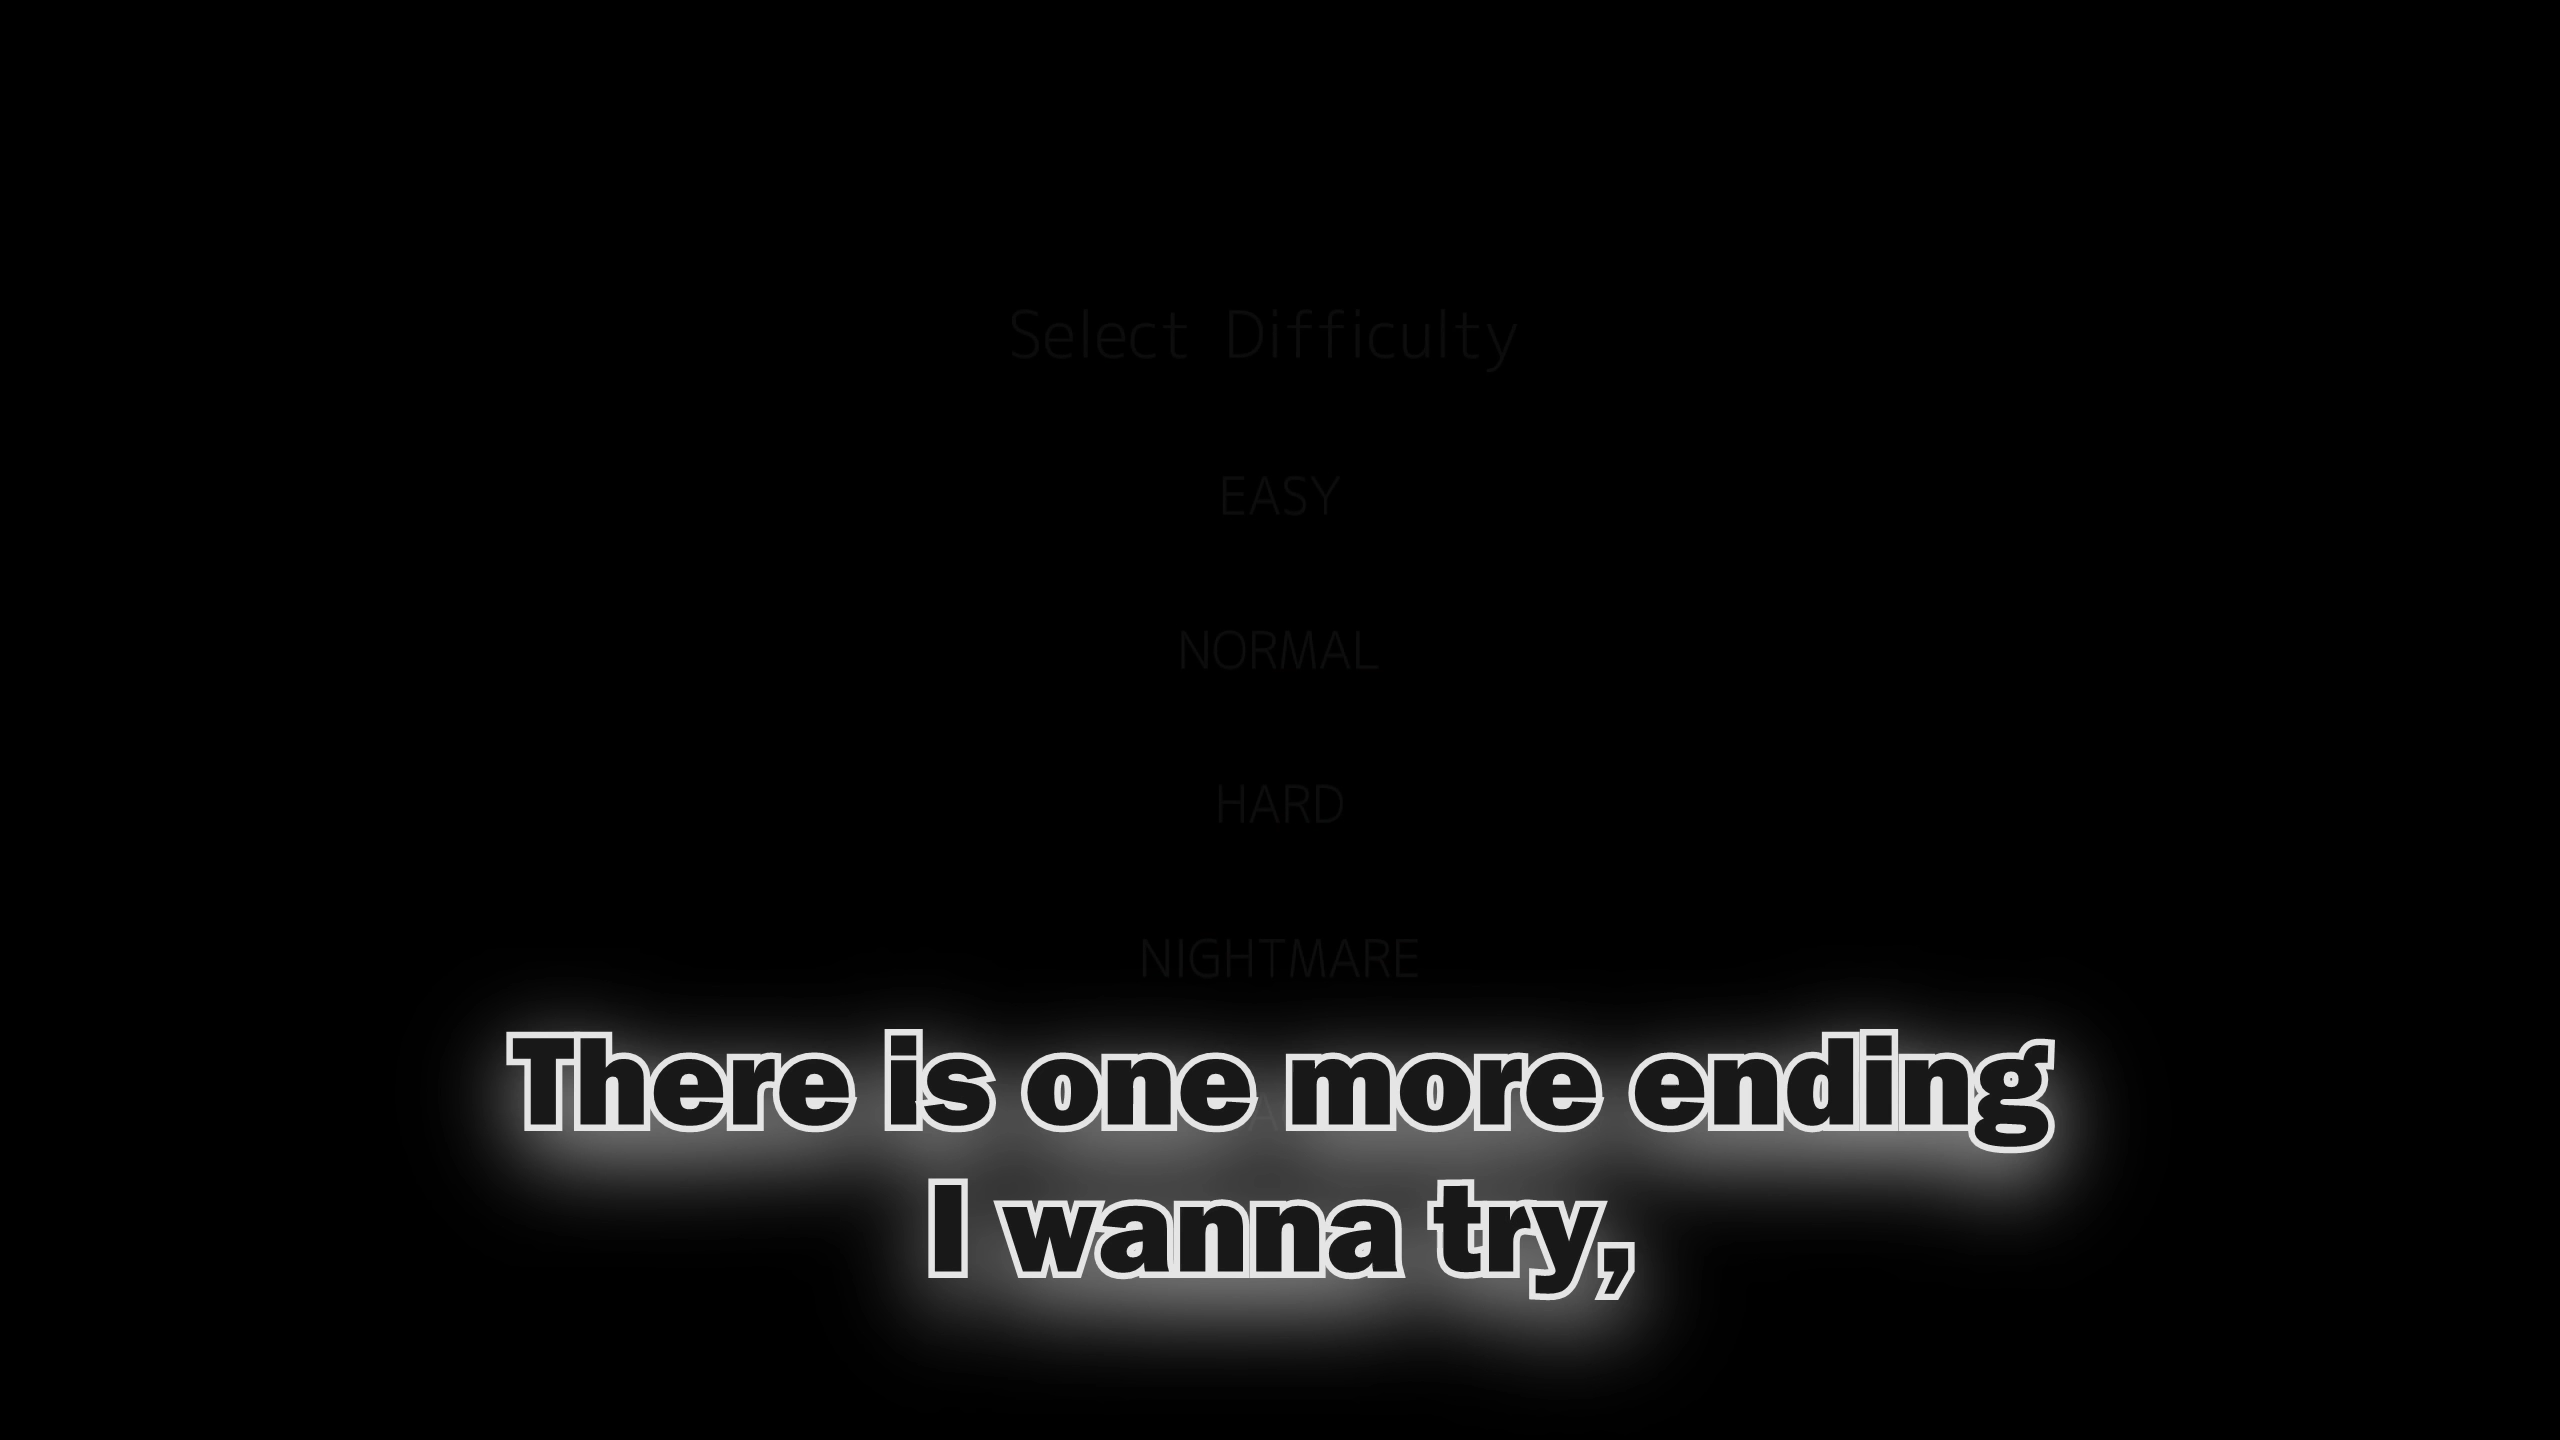 Select Difficulty
EASY
NORMAL
HARD
NIGHTMARE
There is one more ending
I wanna try,